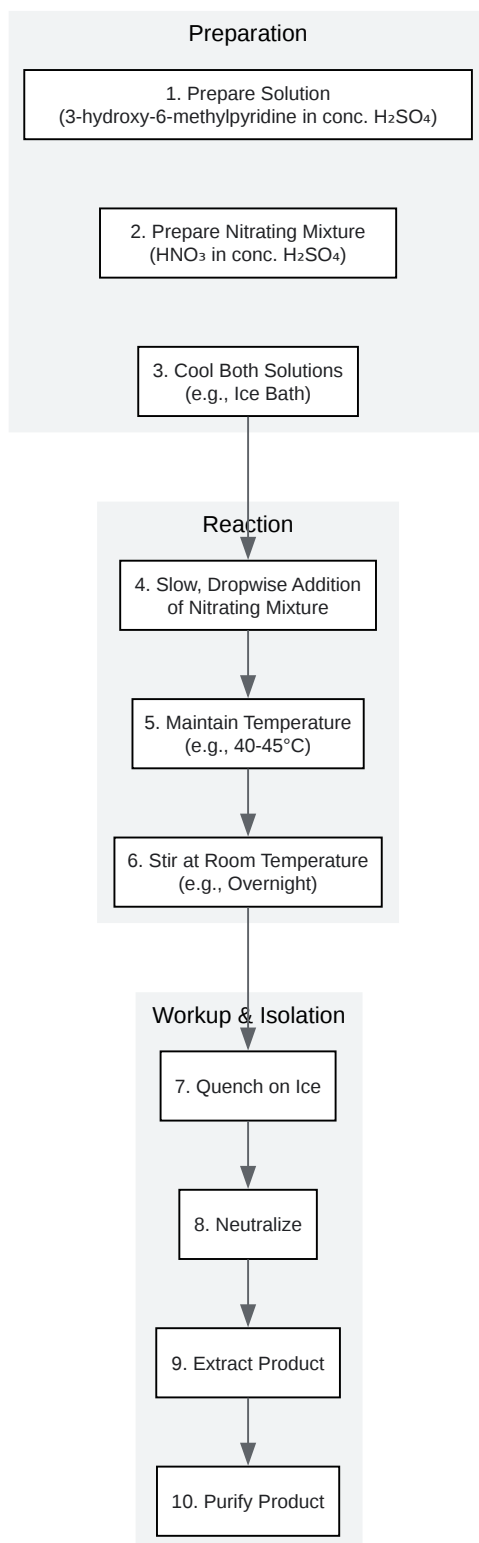 Preparation
1. Prepare Solution
(3-hydroxy-6-methylpyridine in conc. H₂SO₄)
2. Prepare Nitrating Mixture
(HNO₃ in conc. H₂SO₄)
3. Cool Both Solutions
(e.g., Ice Bath)
Reaction
4. Slow, Dropwise Addition
of Nitrating Mixture
5. Maintain Temperature
(e.g., 40-45°C)
6. Stir at Room Temperature
(e.g., Overnight)
Workup & Isolation
7. Quench on Ice
8. Neutralize
9. Extract Product
10. Purify Product